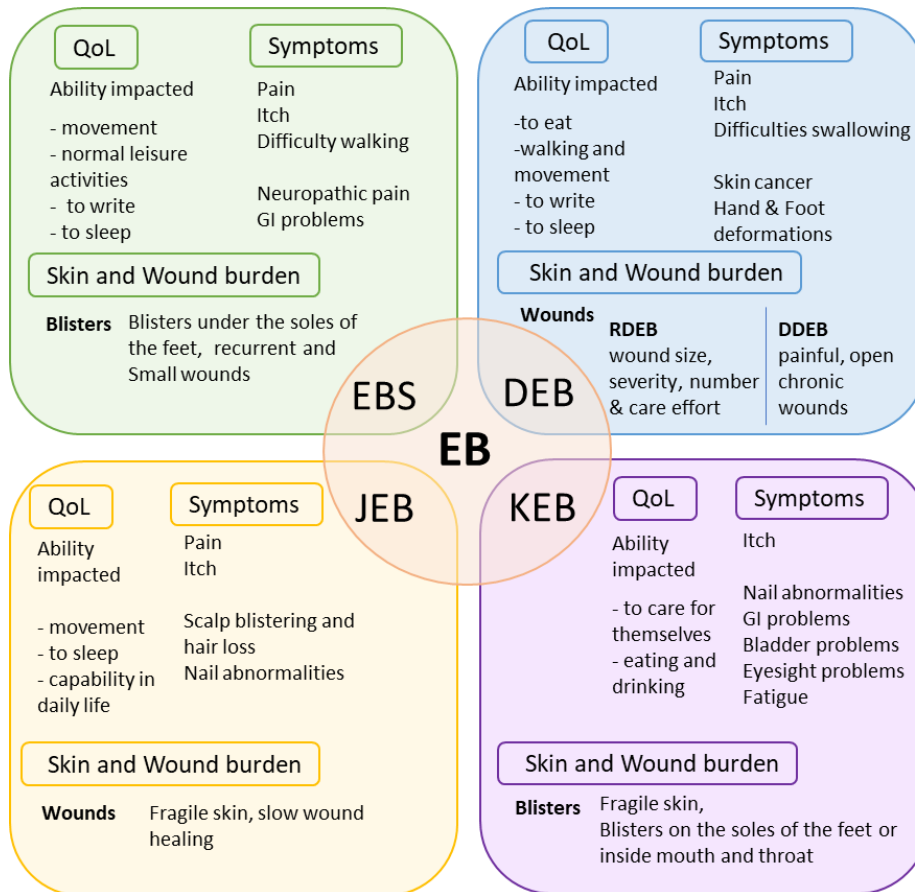 QoL
Symptoms
Ability impacted
- movement
- normal leisure
activities
- to write
- to sleep
Pain
Itch
Difficulty walking
Neuropathic pain
GI problems
Skin and Wound burden
Blisters
Blisters under the soles of
the feet, recurrent and
Small wounds
QoL
Symptoms
Ability impacted
-to eat
-walking and
movement
- to write
- to sleep
Pain
Itch
Difficulties swallowing
Skin cancer
Hand & Foot
deformations
Skin and Wound burden
Wounds
RDEB
wound size,
severity, number
& care effort
DDEB
painful, open
chronic
wounds
EBS
DEB
EB
JEB
KEB
QoL
Symptoms
Ability
impacted
- movement
- to sleep
- capability in
daily life
Pain
Itch
Scalp blistering and
hair loss
Nail abnormalities
Skin and Wound burden
Wounds
Fragile skin, slow wound
healing
QoL
Symptoms
Ability
impacted
- to care for
themselves
- eating and
drinking
Itch
Nail abnormalities
GI problems
Bladder problems
Eyesight problems
Fatigue
Skin and Wound burden
Blisters
Fragile skin,
Blisters on the soles of the feet or
inside mouth and throat